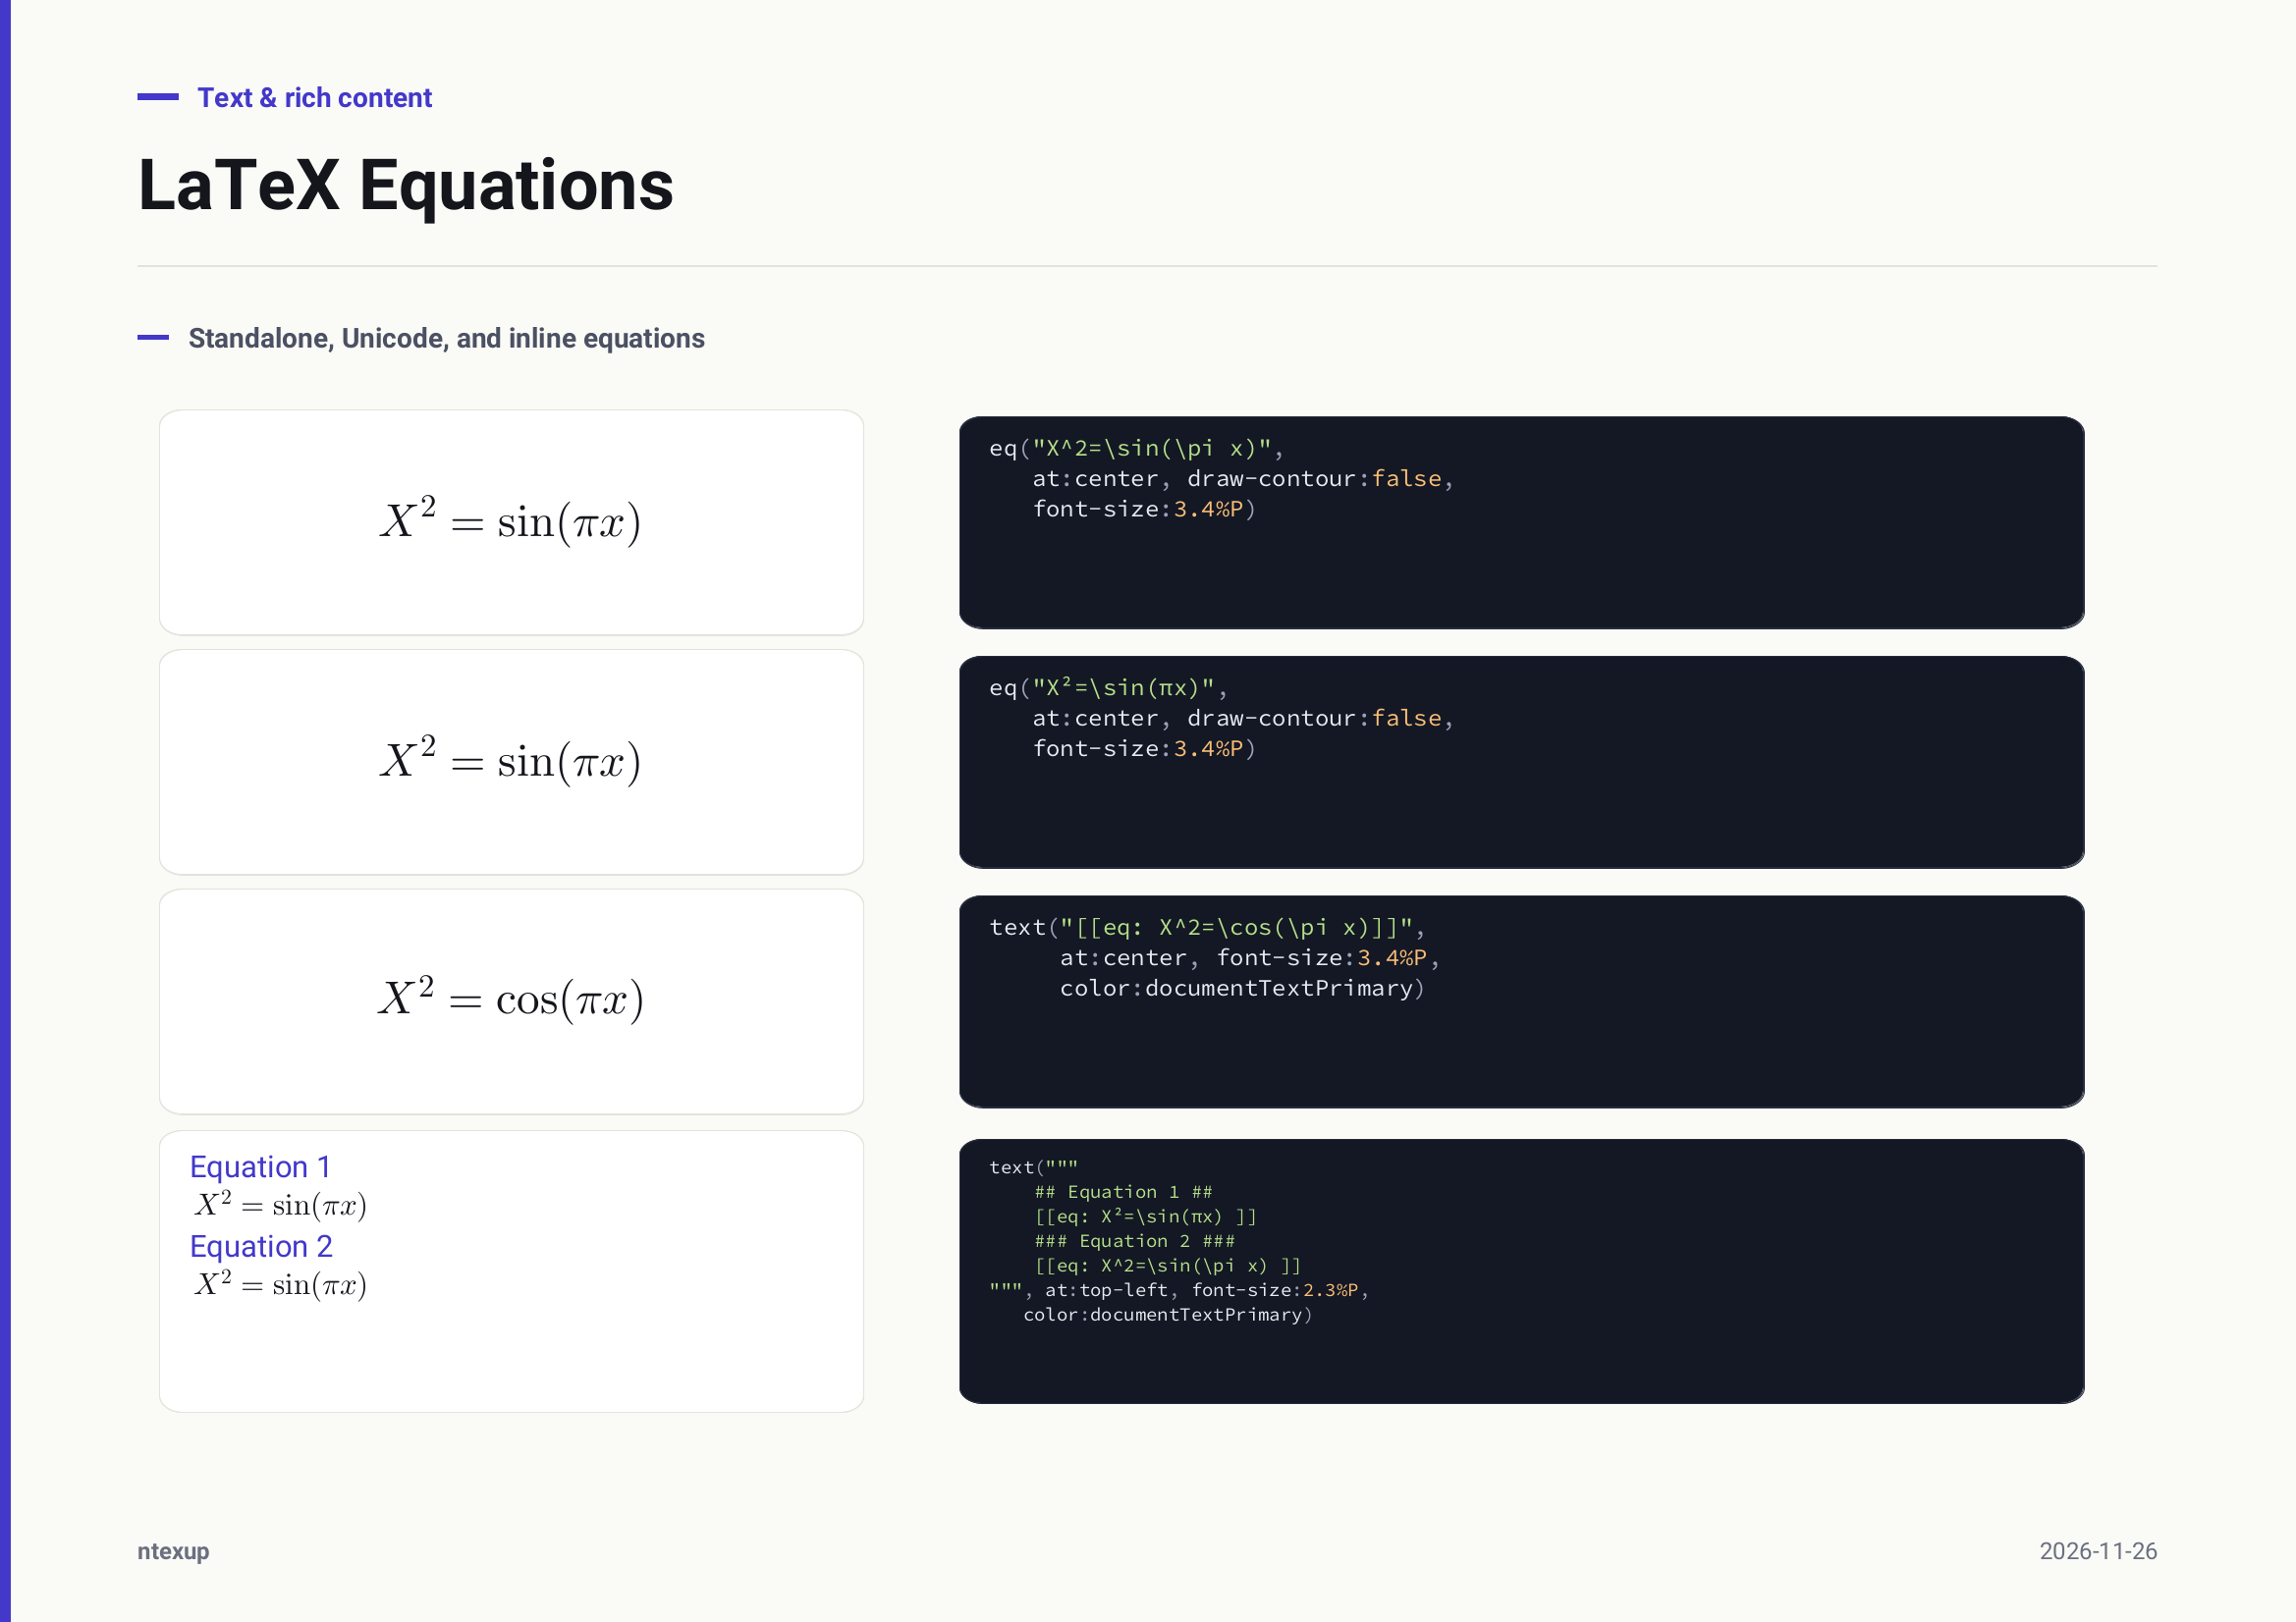 Text & rich content
LaTeX Equations
Standalone, Unicode, and inline equations
X² = sin(πx)
eq("X^2=\sin(\pi x)",
   at:center, draw-contour:false,
   font-size:3.4%P)
X² = sin(πx)
eq("X²=\sin(πx)",
   at:center, draw-contour:false,
   font-size:3.4%P)
X² = cos(πx)
text("[[eq: X^2=\cos(\pi x)]]",
     at:center, font-size:3.4%P,
     color:documentTextPrimary)
Equation 1
X² = sin(πx)
Equation 2
X² = sin(πx)
text("""
    ## Equation 1 ##
    [[eq: X²=\sin(πx) ]]
    ### Equation 2 ###
    [[eq: X^2=\sin(\pi x) ]]
""", at:top-left, font-size:2.3%P,
   color:documentTextPrimary)
ntexup
2026-11-26